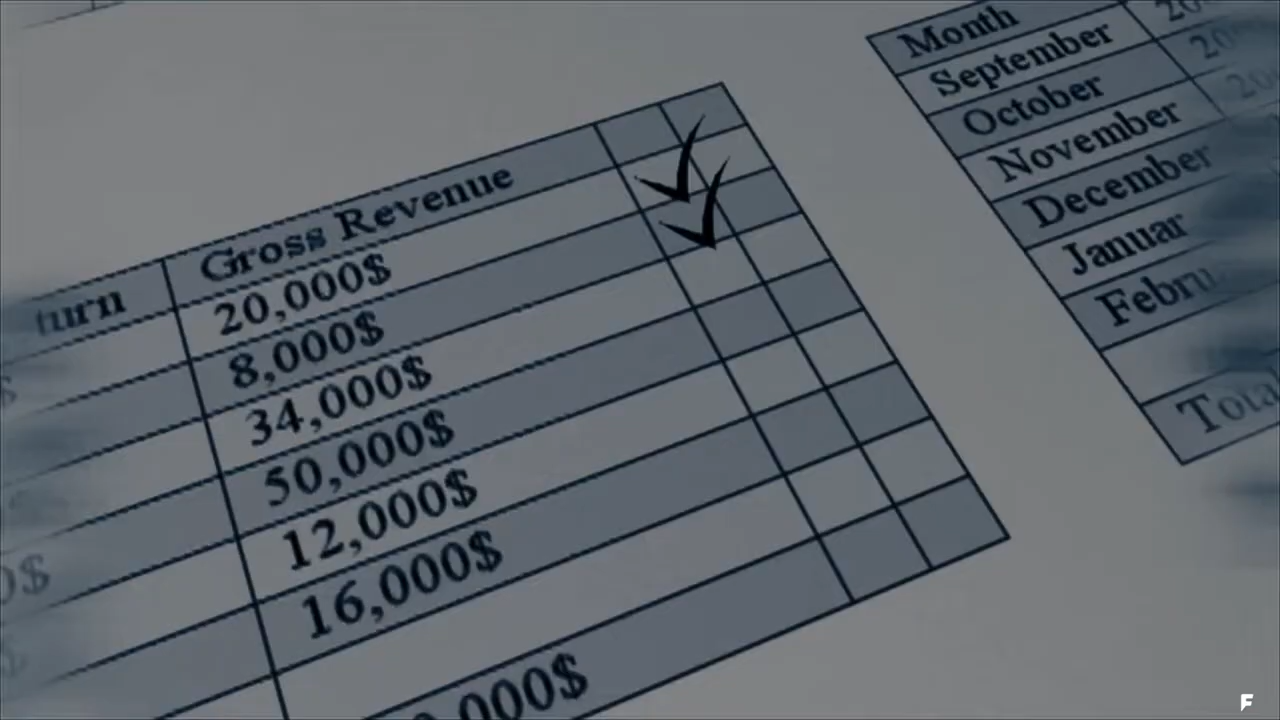 Gross Revenue
20,000$
8,000$
34,000$
50,000$
12,000$
16,000$
Month
September
October
November
December
F